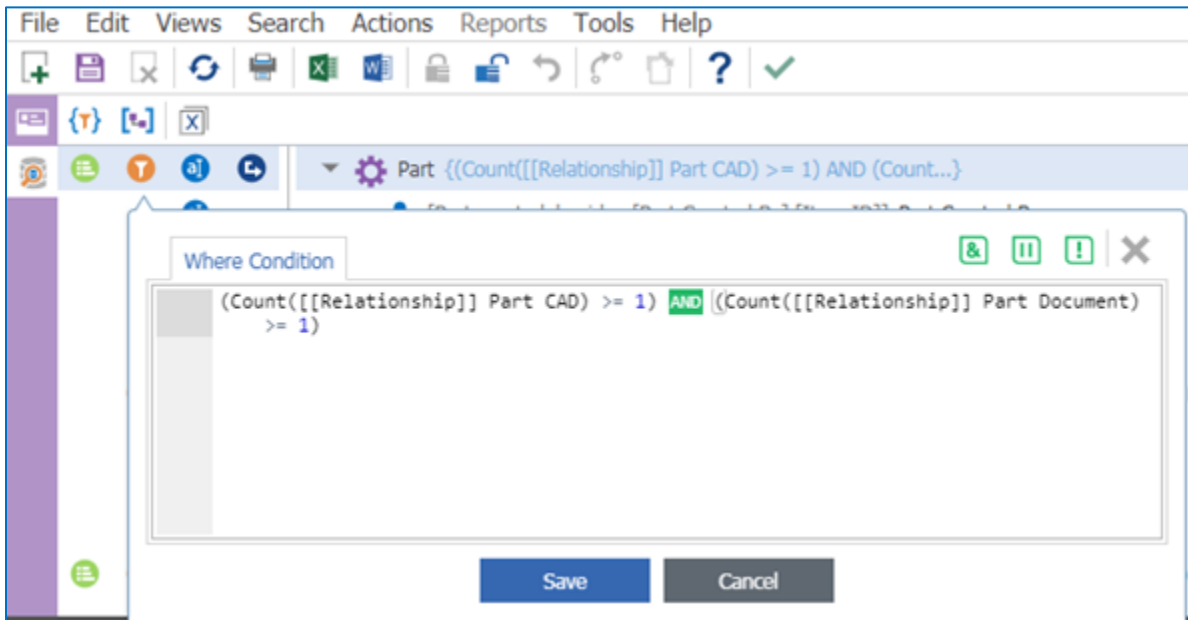 File Edit Views Search Actions Reports Tools Help
Part {(Count([[Relationship]] Part CAD) >= 1) AND (Count...}
Where Condition
(Count([[Relationship]] Part CAD) >= 1) AND (Count([[Relationship]] Part Document)
>= 1)
Save Cancel